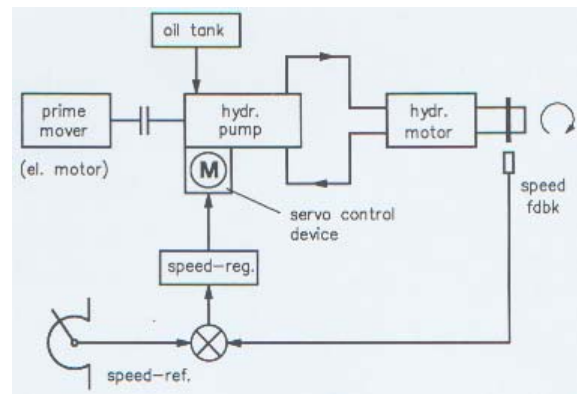 oil tank
prime
mover
(el. motor)
hydr.
pump
hydr.
motor
M
servo control
device
speed
fdbk
speed-reg.
speed-ref.